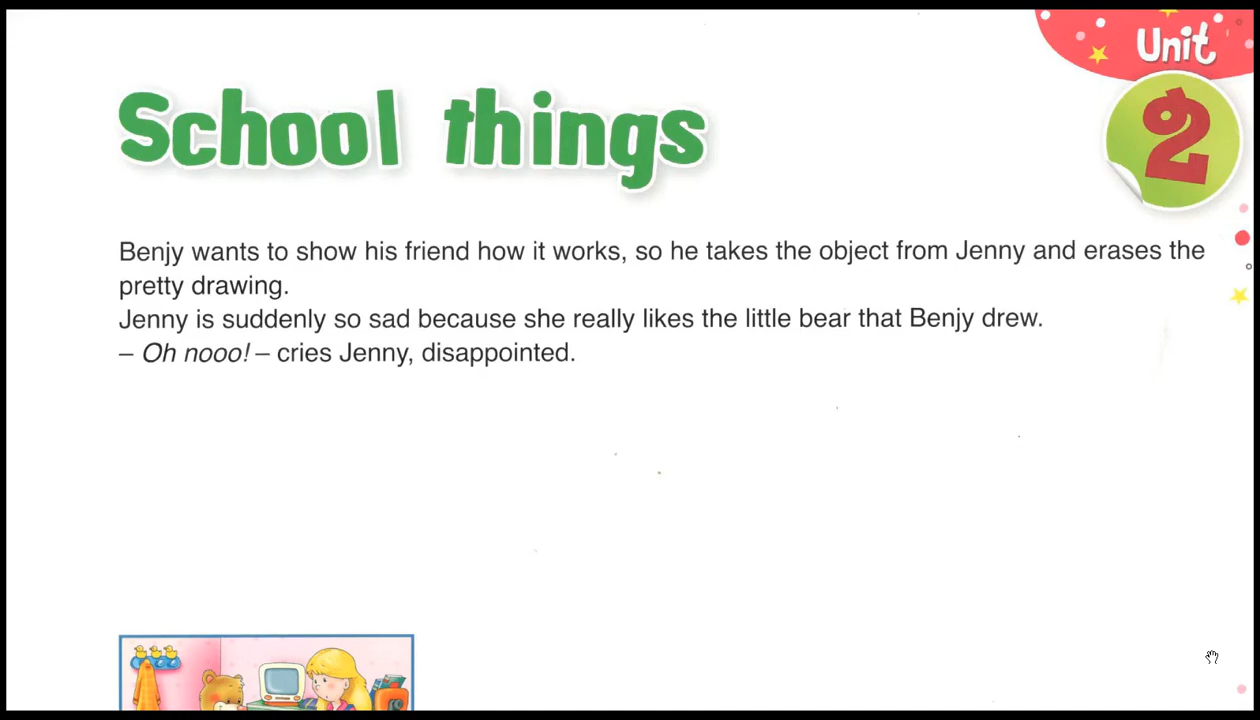 Unit
2
School things
Benjy wants to show his friend how it works, so he takes the object from Jenny and erases the
pretty drawing.
Jenny is suddenly so sad because she really likes the little bear that Benjy drew.
– Oh nooo! – cries Jenny, disappointed.